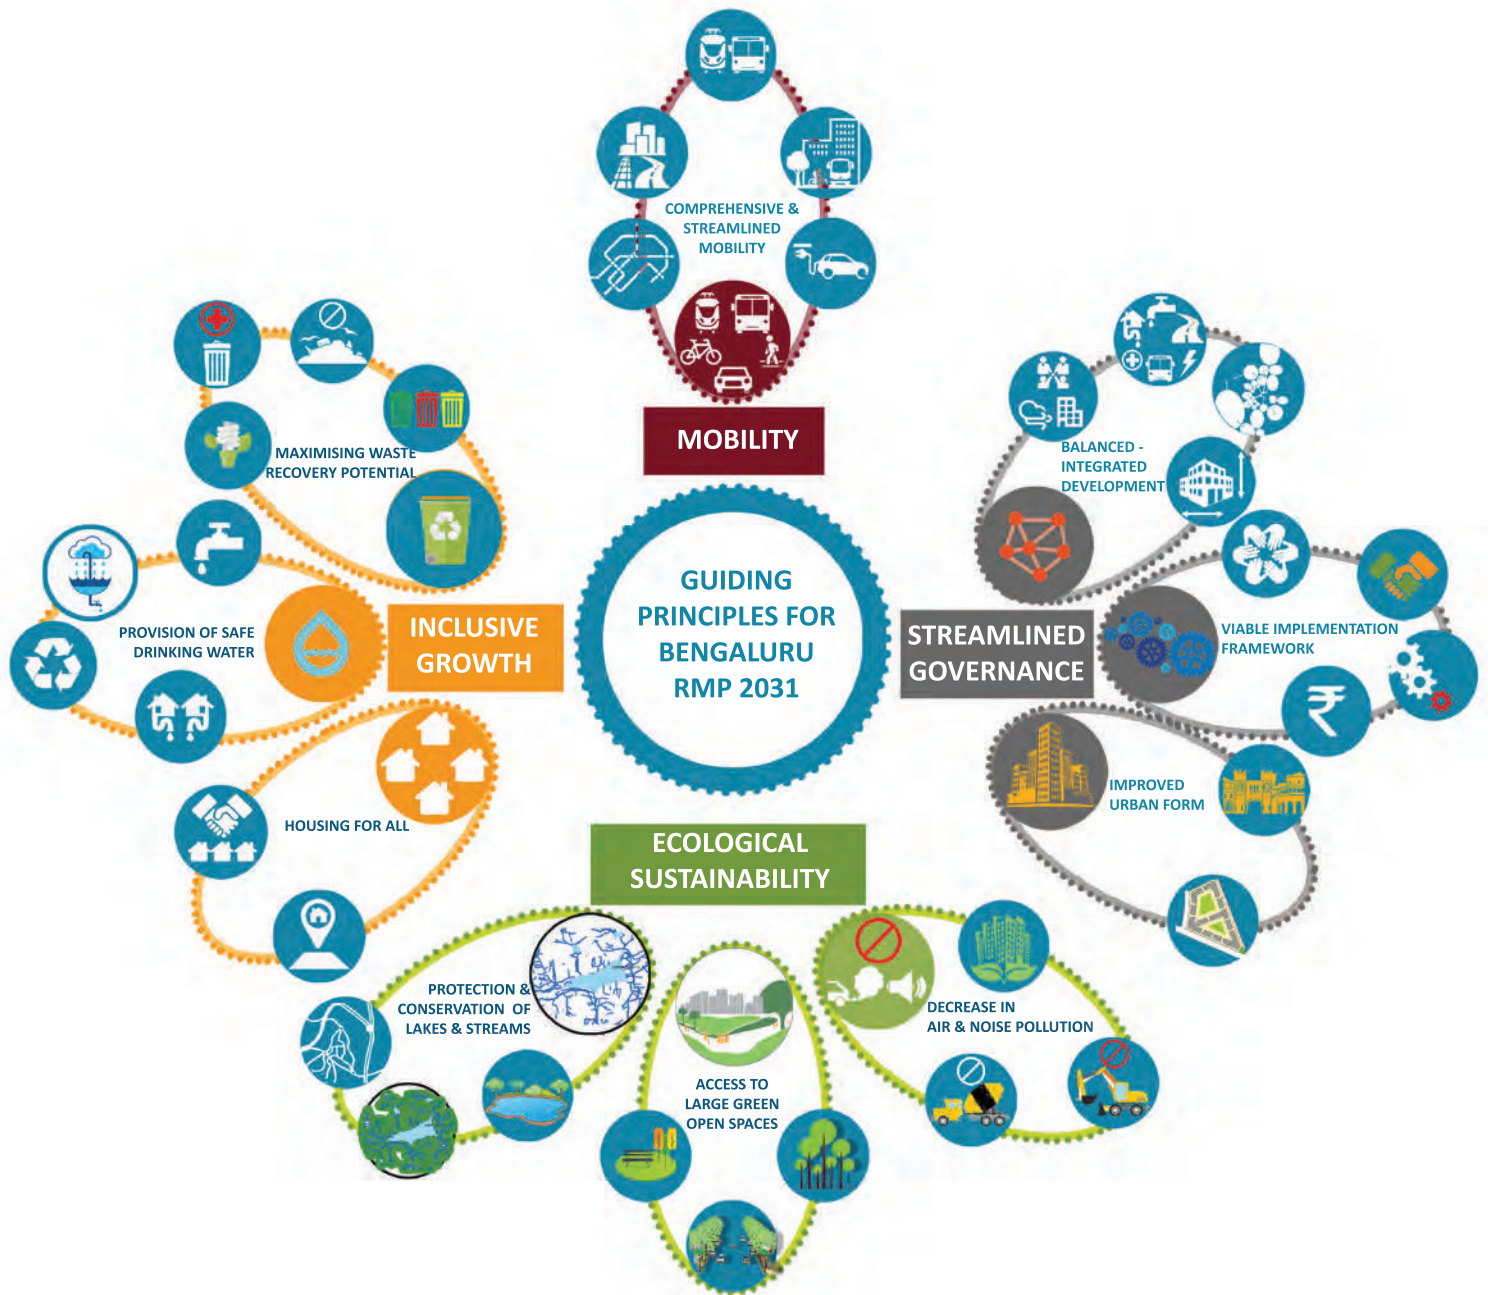 COMPREHENSIVE &
STREAMLINED
MOBILITY
MOBILITY
MAXIMISING WASTE
RECOVERY POTENTIAL
BALANCED -
INTEGRATED
DEVELOPMENT
PROVISION OF SAFE
DRINKING WATER
INCLUSIVE
GROWTH
GUIDING
PRINCIPLES FOR
BENGALURU
RMP 2031
STREAMLINED
GOVERNANCE
VIABLE IMPLEMENTATION
FRAMEWORK
₹
HOUSING FOR ALL
IMPROVED
URBAN FORM
ECOLOGICAL
SUSTAINABILITY
PROTECTION &
CONSERVATION OF
LAKES & STREAMS
ACCESS TO
LARGE GREEN
OPEN SPACES
DECREASE IN
AIR & NOISE POLLUTION